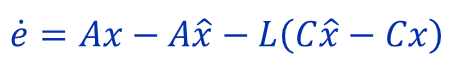 ė = Ax − Ax̂ − L(Cx̂ − Cx)